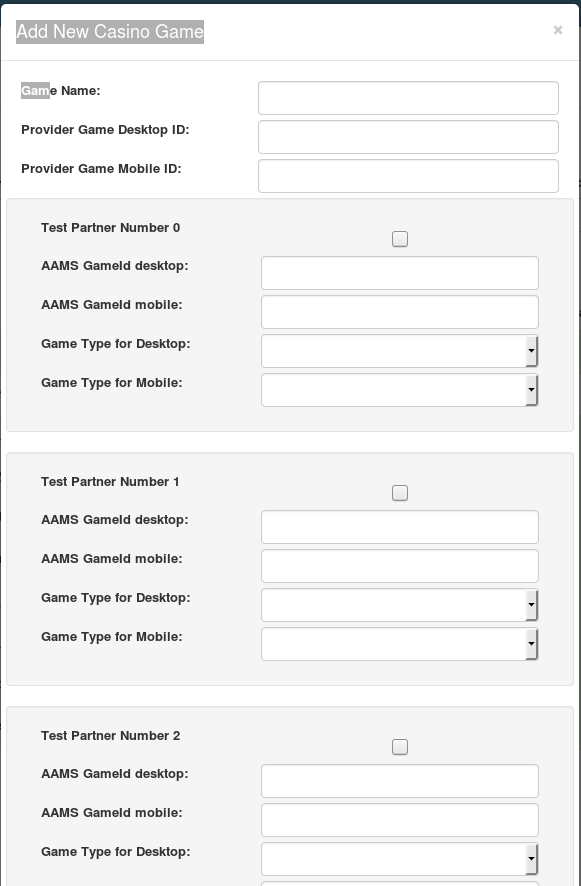 Add New Casino Game ×
Game Name:
Provider Game Desktop ID:
Provider Game Mobile ID:
Test Partner Number 0
AAMS GameId desktop:
AAMS GameId mobile:
Game Type for Desktop:
Game Type for Mobile:
Test Partner Number 1
AAMS GameId desktop:
AAMS GameId mobile:
Game Type for Desktop:
Game Type for Mobile:
Test Partner Number 2
AAMS GameId desktop:
AAMS GameId mobile:
Game Type for Desktop: